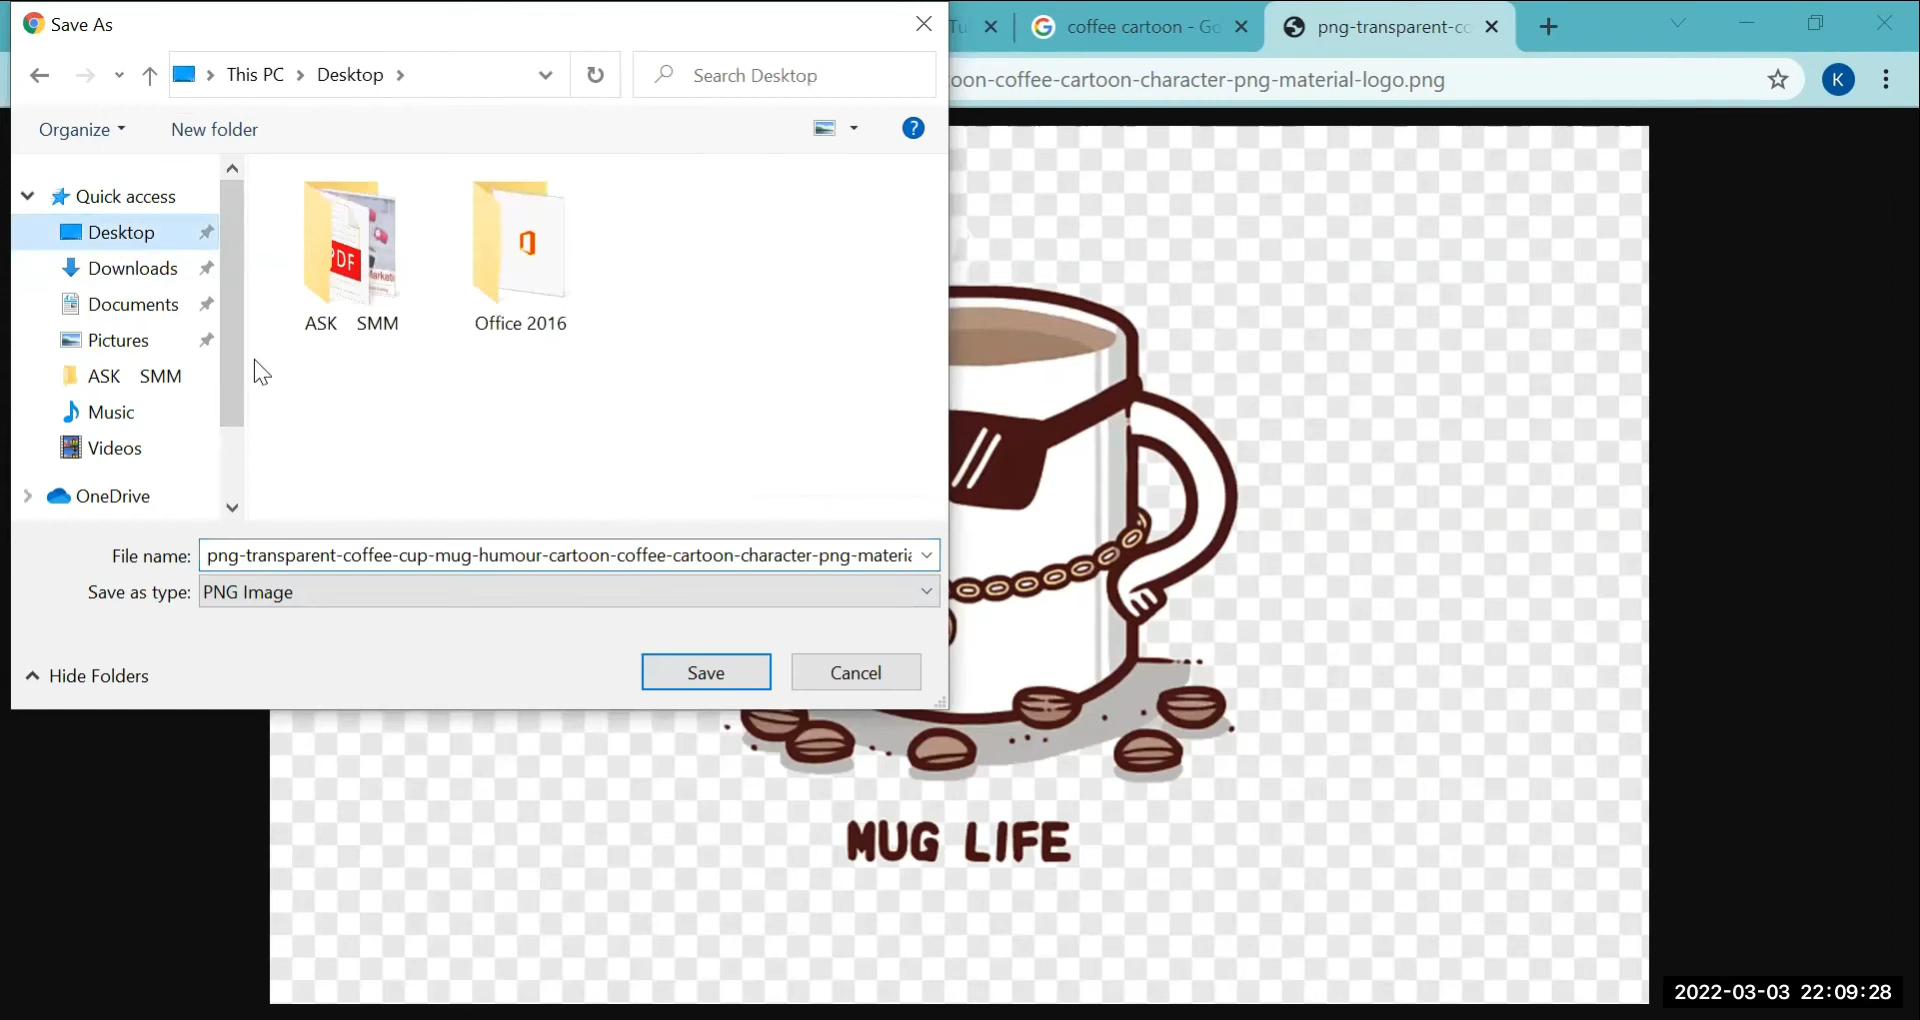 Save As
coffee cartoon - Go
png-transparent-co
This PC > Desktop >
Search Desktop
oon-coffee-cartoon-character-png-material-logo.png
K
Organize
New folder
?
Quick access
Desktop
Downloads
Documents
Pictures
ASK SMM
Music
Videos
OneDrive
PDF
Marketi
ASK SMM
Office 2016
File name: png-transparent-coffee-cup-mug-humour-cartoon-coffee-cartoon-character-png-materia
Save as type: PNG Image
Hide Folders
Save
Cancel
MUG LIFE
2022-03-03 22:09:28